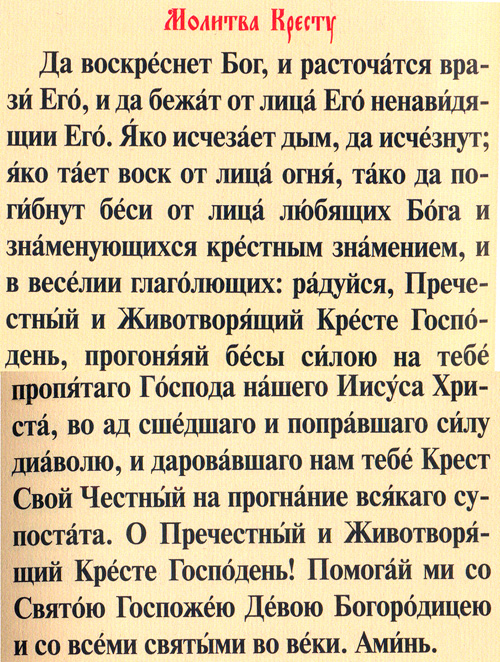 Молитва Кресту
Да воскре́снет Бог, и расточа́тся вра-
зи́ Его́, и да бежа́т от лица́ Его́ ненави́дя-
щии Его́. Я́ко исчеза́ет дым, да исче́знут;
я́ко та́ет воск от лица́ огня́, та́ко да по-
ги́бнут бе́си от лица́ лю́бящих Бо́га и
зна́менующихся кре́стным зна́мением, и
в весе́лии глаго́лющих: ра́дуйся, Прече-
стны́й и Животворя́щий Кре́сте Госпо́-
день, прогоня́яй бе́сы си́лою на тебе́
пропя́таго Го́спода на́шего Иису́са Хри-
ста́, во ад сше́дшаго и попра́вшаго си́лу
диа́волю, и дарова́вшаго нам тебе́ Крест
Свой Честны́й на прогна́ние вся́каго су-
поста́та. О Пречестны́й и Животворя́-
щий Кре́сте Госпо́день! Помога́й ми со
Свято́ю Госпоже́ю Де́вою Богоро́дицею
и со все́ми святы́ми во ве́ки. Ами́нь.